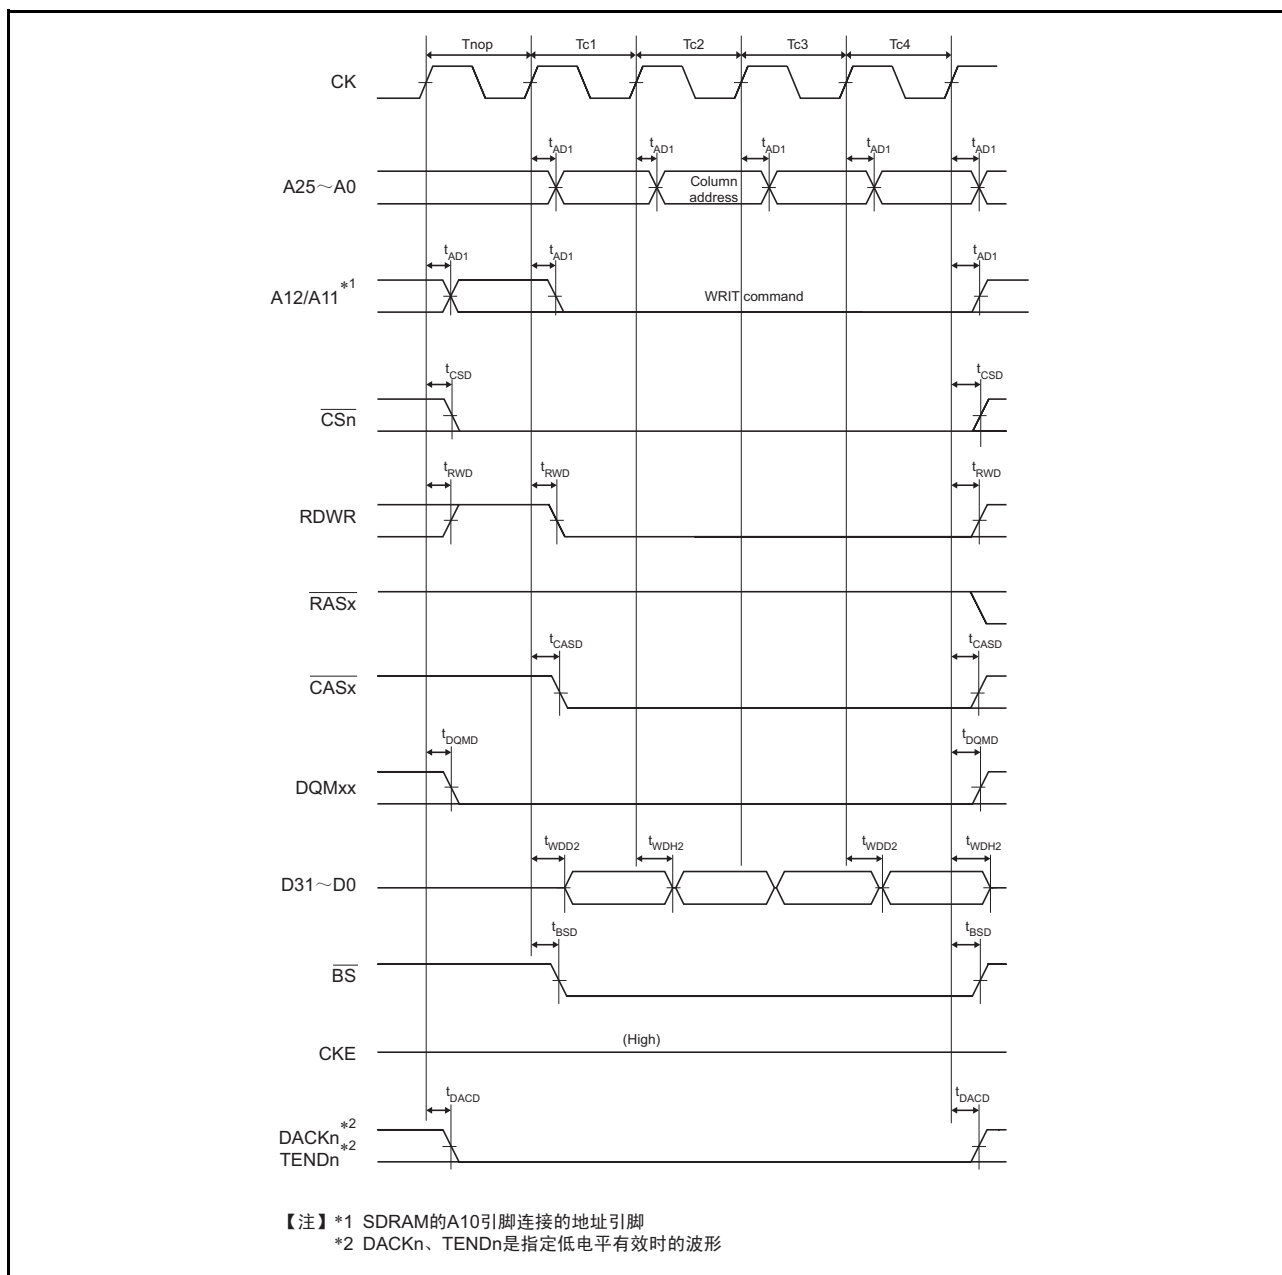 Tnop Tc1 Tc2 Tc3 Tc4
CK
tAD1 tAD1 tAD1 tAD1 tAD1
A25～A0
Column
address
tAD1 tAD1 tAD1
A12/A11*1
WRIT command
tCSD tCSD
CSn
tRWD tRWD tRWD
RDWR
RASx
tCASD tCASD
CASx
tDQMD tDQMD
DQMxx
tWDD2 tWDH2 tWDD2 tWDH2
D31～D0
tBSD tBSD
BS
(High)
CKE
tDACD tDACD
DACKn*2
TENDn*2
【注】*1 SDRAM的A10引脚连接的地址引脚
*2 DACKn、TENDn是指定低电平有效时的波形